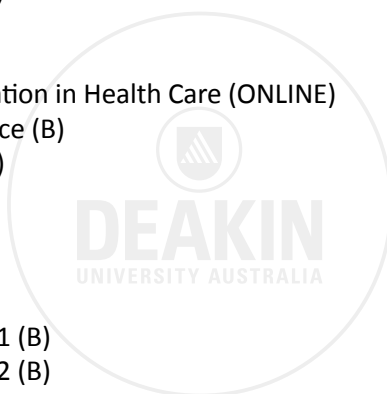 ation in Health Care (ONLINE)
ce (B)
)
DEAKIN
UNIVERSITY AUSTRALIA
1 (B)
2 (B)